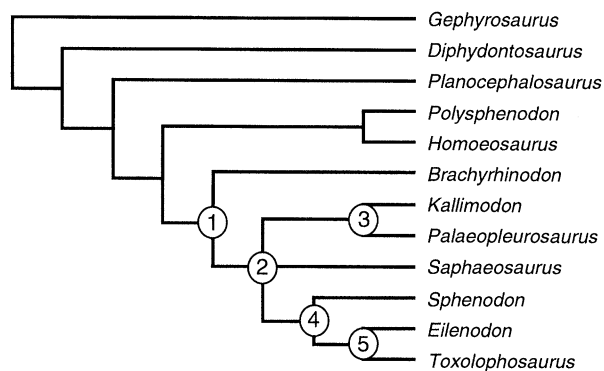 Gephyrosaurus
Diphydontosaurus
Planocephalosaurus
Polysphenodon
Homoeosaurus
Brachyrhinodon
1
Kallimodon
3
Palaeopleurosaurus
2
Saphaeosaurus
Sphenodon
4
Eilenodon
5
Toxolophosaurus